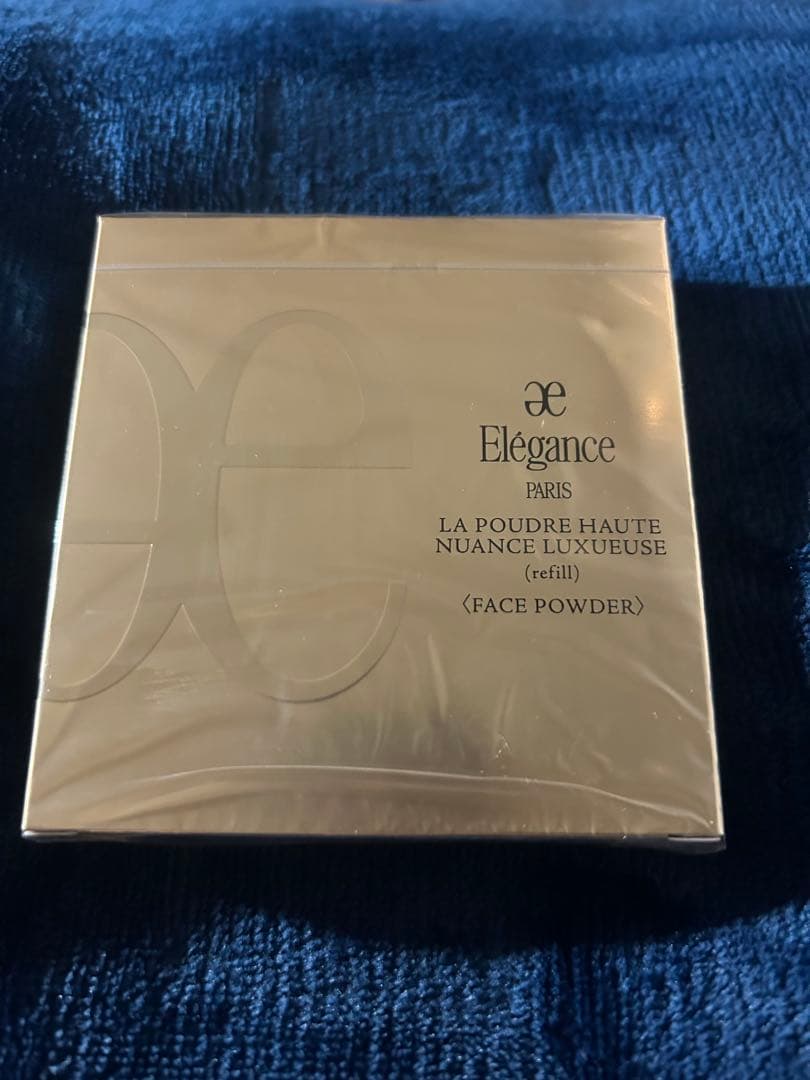 æ
Elégance
PARIS
LA POUDRE HAUTE
NUANCE LUXUEUSE
(refill)
〈FACE POWDER〉